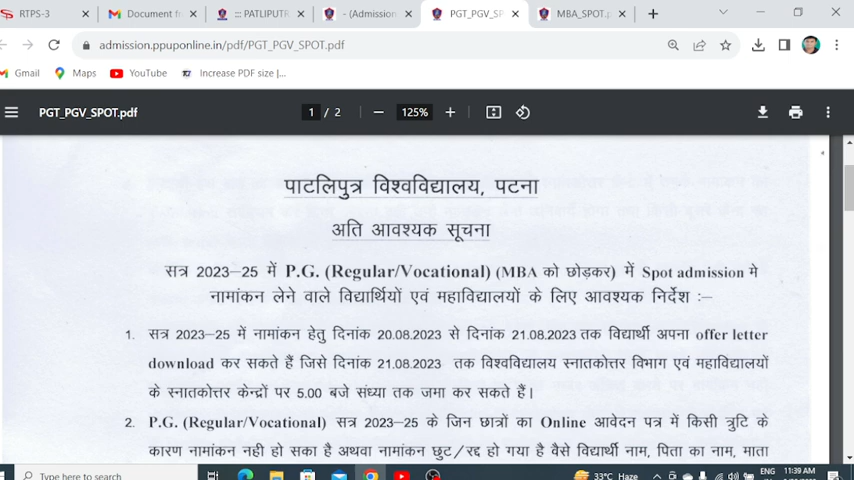 RTPS-3
Document fr
::: PATLIPUTR
- (Admission
PGT_PGV_SP
MBA_SPOT.p
admission.ppuponline.in/pdf/PGT_PGV_SPOT.pdf
Gmail
Maps
YouTube
Increase PDF size |...
PGT_PGV_SPOT.pdf
1 / 2
125%
पाटलिपुत्र विश्वविद्यालय, पटना
अति आवश्यक सूचना
सत्र 2023–25 में P.G. (Regular/Vocational) (MBA को छोड़कर) में Spot admission मे
नामांकन लेने वाले विद्यार्थियों एवं महाविद्यालयों के लिए आवश्यक निर्देश :–
1. सत्र 2023–25 में नामांकन हेतु दिनांक 20.08.2023 से दिनांक 21.08.2023 तक विद्यार्थी अपना offer letter
download कर सकते हैं जिसे दिनांक 21.08.2023 तक विश्वविद्यालय स्नातकोत्तर विभाग एवं महाविद्यालयों
के स्नातकोत्तर केन्द्रों पर 5.00 बजे संध्या तक जमा कर सकते हैं।
2. P.G. (Regular/Vocational) सत्र 2023–25 के जिन छात्रों का Online आवेदन पत्र में किसी त्रुटि के
कारण नामांकन नही हो सका है अथवा नामांकन छुट/रद्द हो गया है वैसे विद्यार्थी नाम, पिता का नाम, माता
Type here to search
33°C Haze
ENG
11:39 AM